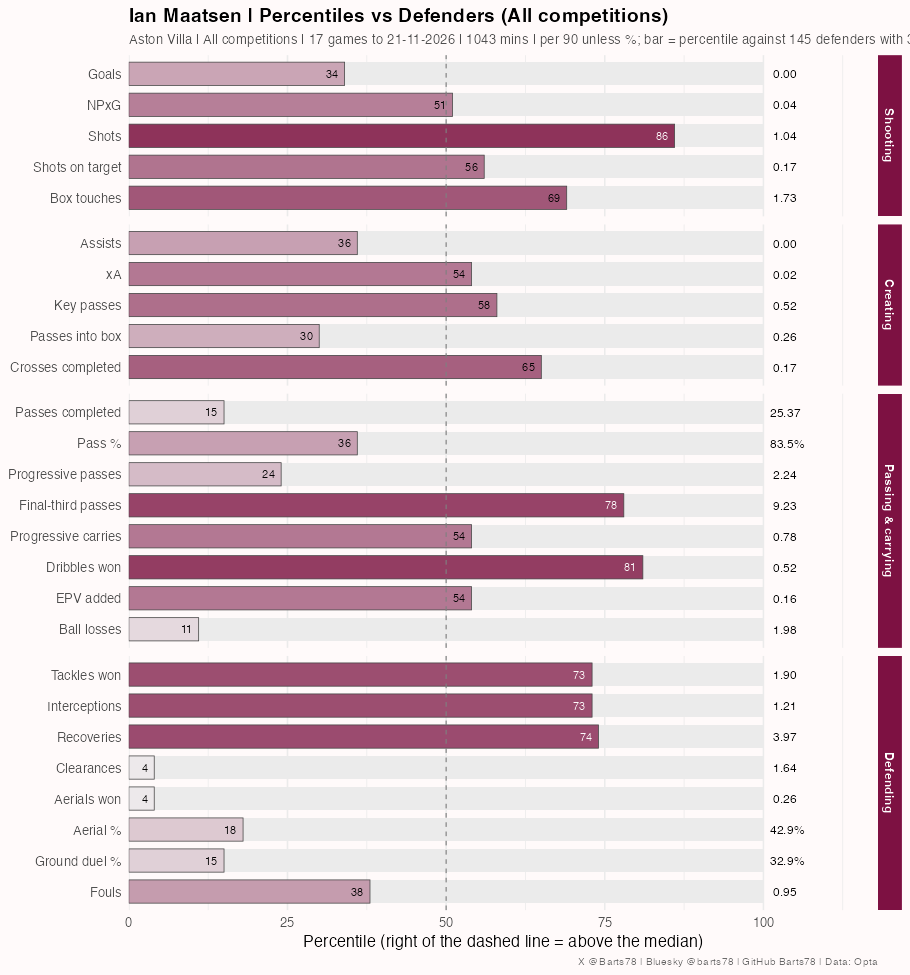 Ian Maatsen | Percentiles vs Defenders (All competitions)
Aston Villa | All competitions | 17 games to 21-11-2026 | 1043 mins | per 90 unless %; bar = percentile against 145 defenders with
Goals 34 0.00
NPxG 51 0.04
Shots 86 1.04
Shots on target 56 0.17
Box touches 69 1.73
Shooting
Assists 36 0.00
xA 54 0.02
Key passes 58 0.52
Passes into box 30 0.26
Crosses completed 65 0.17
Creating
Passes completed 15 25.37
Pass % 36 83.5%
Progressive passes 24 2.24
Final-third passes 78 9.23
Progressive carries 54 0.78
Dribbles won 81 0.52
EPV added 54 0.16
Ball losses 11 1.98
Passing & carrying
Tackles won 73 1.90
Interceptions 73 1.21
Recoveries 74 3.97
Clearances 4 1.64
Aerials won 4 0.26
Aerial % 18 42.9%
Ground duel % 15 32.9%
Fouls 38 0.95
Defending
0 25 50 75 100
Percentile (right of the dashed line = above the median)
X @Barts78 | Bluesky @barts78 | GitHub Barts78 | Data: Opta